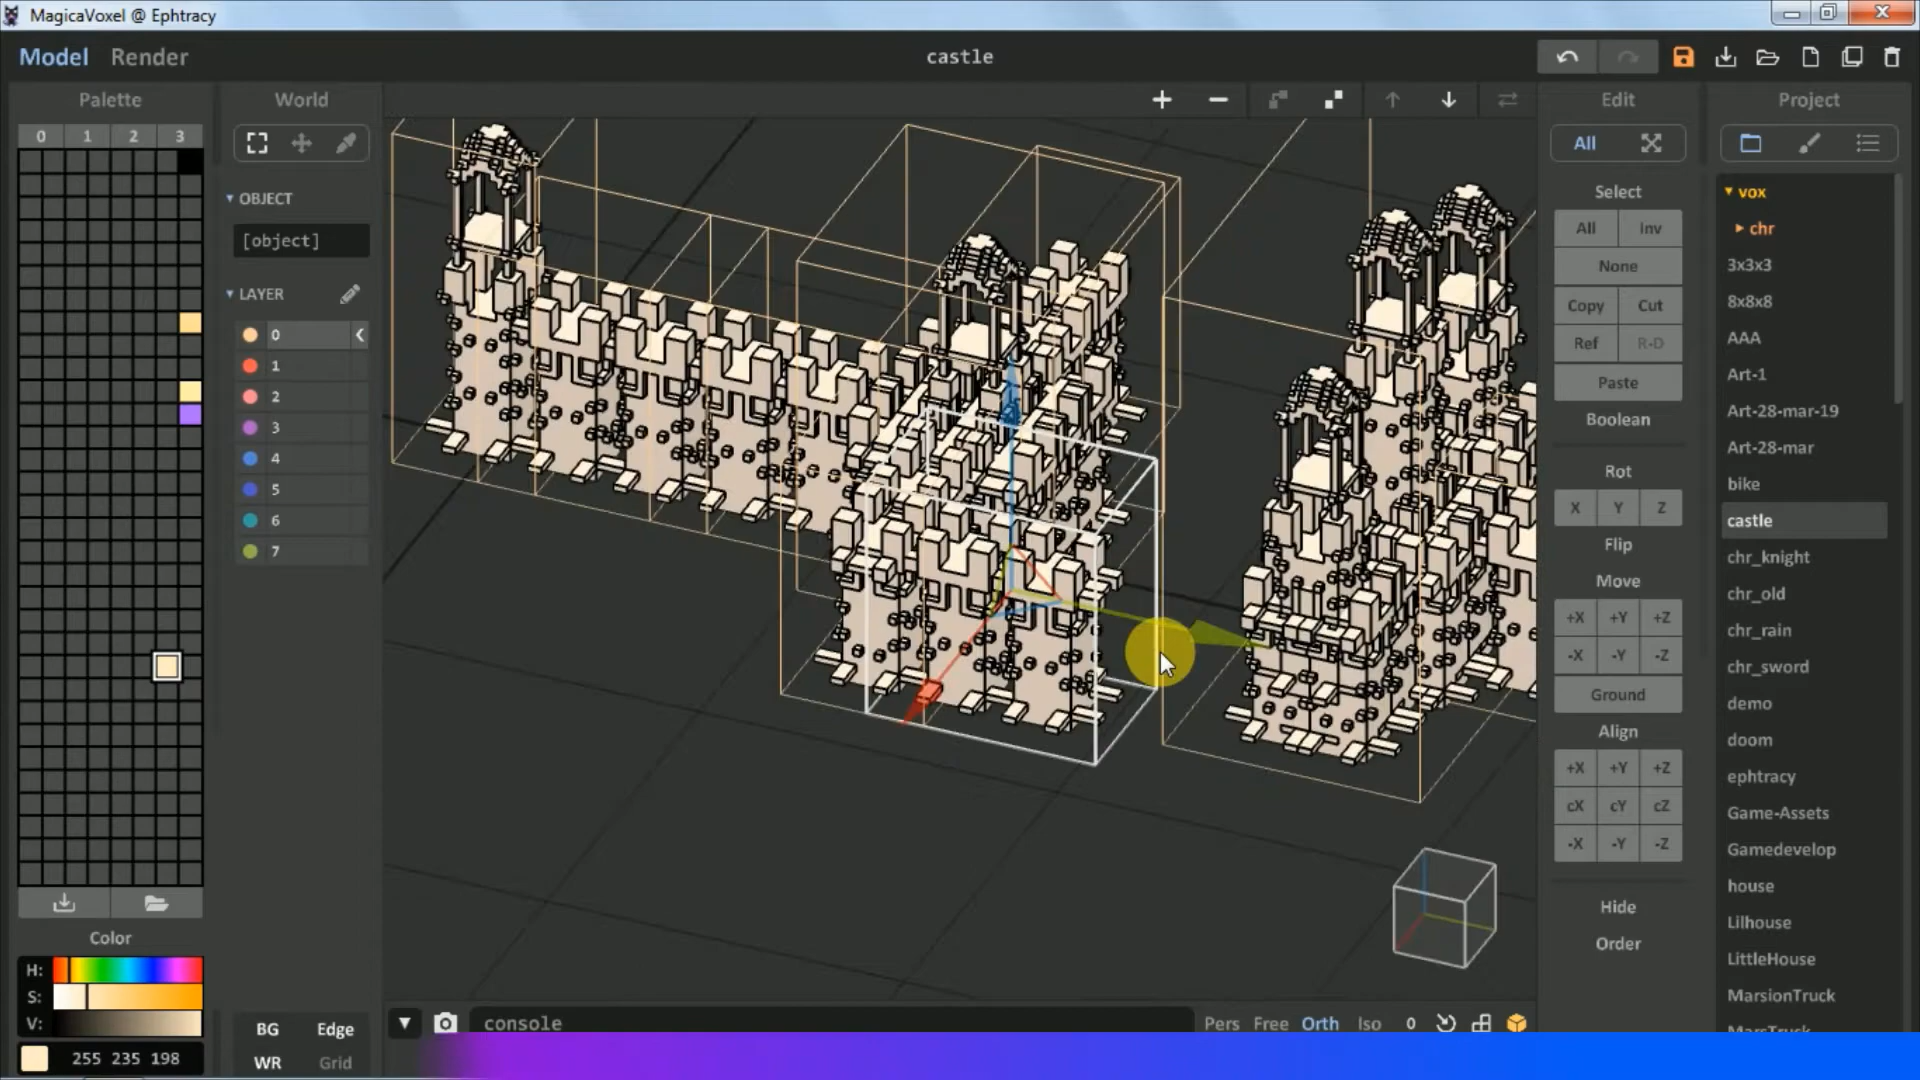 MagicaVoxel @ Ephtracy
Model Render
castle
Palette
World
Edit
Project
0 1 2 3
All
OBJECT
[object]
LAYER
0
1
2
3
4
5
6
7
Select
All Inv
None
Copy Cut
Ref R-D
Paste
Boolean
Rot
X Y Z
Flip
Move
+X +Y +Z
-X -Y -Z
Ground
Align
+X +Y +Z
cX cY cZ
-X -Y -Z
Hide
Order
vox
chr
3x3x3
8x8x8
AAA
Art-1
Art-28-mar-19
Art-28-mar
bike
castle
chr_knight
chr_old
chr_rain
chr_sword
demo
doom
ephtracy
Game-Assets
Gamedevelop
house
Lilhouse
LittleHouse
MarsionTruck
MarsTruck
Color
H:
S:
V:
255 235 198
BG Edge
WR Grid
console
Pers Free Orth Iso 0